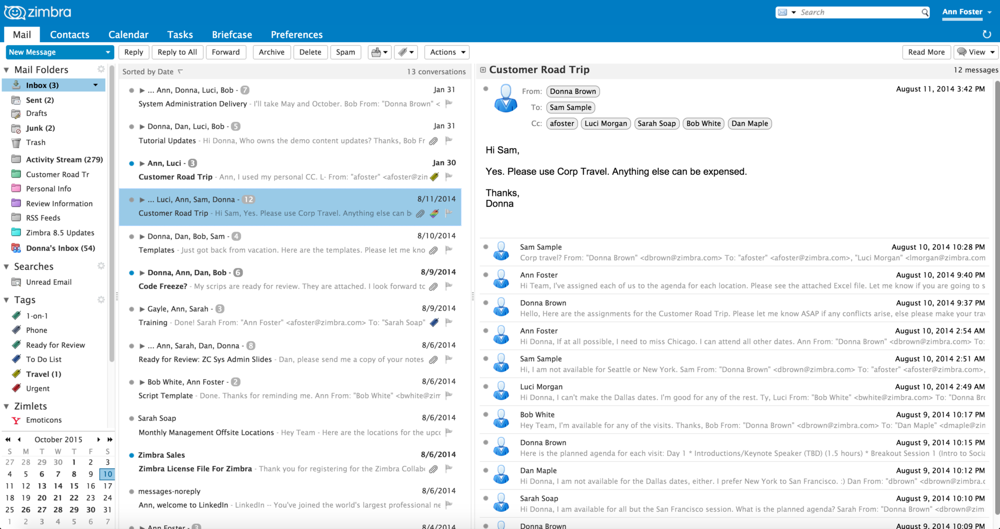 zimbra
Search
Ann Foster
Mail
Contacts
Calendar
Tasks
Briefcase
Preferences
New Message
Reply
Reply to All
Forward
Archive
Delete
Spam
Actions
Read More
View
Mail Folders
Inbox (3)
Sent (2)
Drafts
Junk (2)
Trash
Activity Stream (279)
Customer Road Tr
Personal Info
Review Information
RSS Feeds
Zimbra 8.5 Updates
Donna's Inbox (54)
Searches
Unread Email
Tags
1-on-1
Phone
Ready for Review
To Do List
Travel (1)
Urgent
Zimlets
Emoticons
October 2015
S M T W T F S
27 28 29 30 1 2 3
4 5 6 7 8 9 10
11 12 13 14 15 16 17
18 19 20 21 22 23 24
25 26 27 28 29 30 31
1 2 3 4 5 6 7
Sorted by Date 13 conversations
... Ann, Donna, Luci, Bob - 7 Jan 31
System Administration Delivery - I'll take May and October. Bob From: "Donna Brown" <
Donna, Dan, Luci, Bob - 5 Jan 31
Tutorial Updates - Hi Donna, Who owns the demo content updates? Thanks, Bob Fr
Ann, Luci - 3 Jan 30
Customer Road Trip - Ann, I used my personal CC. L- From: "afoster" <afoster@zin
... Luci, Ann, Sam, Donna - 12 8/11/2014
Customer Road Trip - Hi Sam, Yes. Please use Corp Travel. Anything else can be
Donna, Dan, Bob, Sam - 4 8/10/2014
Templates - Just got back from vacation. Here are the templates. Please let me kno
Donna, Ann, Dan, Bob - 6 8/9/2014
Code Freeze? - My scrips are ready for review. They are attached. I look forward to
Gayle, Ann, Sarah - 3 8/9/2014
Training - Done! Sarah From: "Ann Foster" <afoster@zimbra.com> To: "Sarah Soap"
... Ann, Sarah, Dan, Donna - 8 8/6/2014
Ready for Review: ZC Sys Admin Slides - Dan, please send me a copy of your notes
Bob White, Ann Foster - 2 8/6/2014
Script Template - Done. Thanks for reminding me. Ann From: "Bob White" <bwhite@zim
Sarah Soap 8/6/2014
Monthly Management Offsite Locations - Hey Team - Here are the locations for the upco
Zimbra Sales 8/6/2014
Zimbra License File For Zimbra - Thank you for registering for the Zimbra Collabo
messages-noreply 8/6/2014
Ann, welcome to LinkedIn - LinkedIn -- You've joined the world's largest professional ne
Ann Foster - 3 8/4/2014
Customer Road Trip 12 messages
From: Donna Brown August 11, 2014 3:42 PM
To: Sam Sample
Cc: afoster Luci Morgan Sarah Soap Bob White Dan Maple
Hi Sam,
Yes. Please use Corp Travel. Anything else can be expensed.
Thanks,
Donna
Sam Sample August 10, 2014 10:28 PM
Corp travel? From: "Donna Brown" <dbrown@zimbra.com> To: "afoster" <afoster@zimbra.com>, "Luci Morgan" <lmorgan@zimbra.com
Ann Foster August 10, 2014 9:40 PM
Hi Team, I've assigned each of us to the agenda for each location. Please see the attached Excel file. Let me know if you are going to s
Donna Brown August 10, 2014 9:37 PM
Hello, Here are the assignments for the Customer Road Trip. Please let me know ASAP if any conflicts arise, else please make your trav
Ann Foster August 10, 2014 2:54 AM
Hi Donna, If at all possible, I need to miss Chicago. I can attend all other dates. Ann From: "Donna Brown" <dbrown@zimbra.com> To:
Sam Sample August 10, 2014 2:51 AM
Hi, I am not available for Seattle or New York. Sam From: "Donna Brown" <dbrown@zimbra.com> To: "afoster" <afoster@zimbra.com>,
Luci Morgan August 10, 2014 2:49 AM
Hi Donna, I can't make the Dallas dates. I'm good for any of the rest. Ty, Luci From: "Bob White" <bwhite@zimbra.com> To: "Donna Bro
Bob White August 9, 2014 10:17 PM
Hey Team, I'm available for any of the visits. Thanks, Bob From: "Donna Brown" <dbrown@zimbra.com> To: "Dan Maple" <dmaple@zin
Donna Brown August 9, 2014 10:15 PM
Here is the planned agenda for each visit: Day 1 * Introductions/Keynote Speaker (TBD) (1.5 hours) * Breakout Session 1 (Intro to Socia
Dan Maple August 9, 2014 10:12 PM
Hi Donna, I am not available for the Dallas dates, either. I prefer New York to San Francisco. :) Dan From: "dbrown" <dbrown@zimbra.c
Sarah Soap August 9, 2014 10:10 PM
Hi Donna, I am available for all but the San Francisco session. What is the planned agenda? Sarah From: "Donna Brown" <dbrown@zim
Donna Brown August 9, 2014 10:09 PM